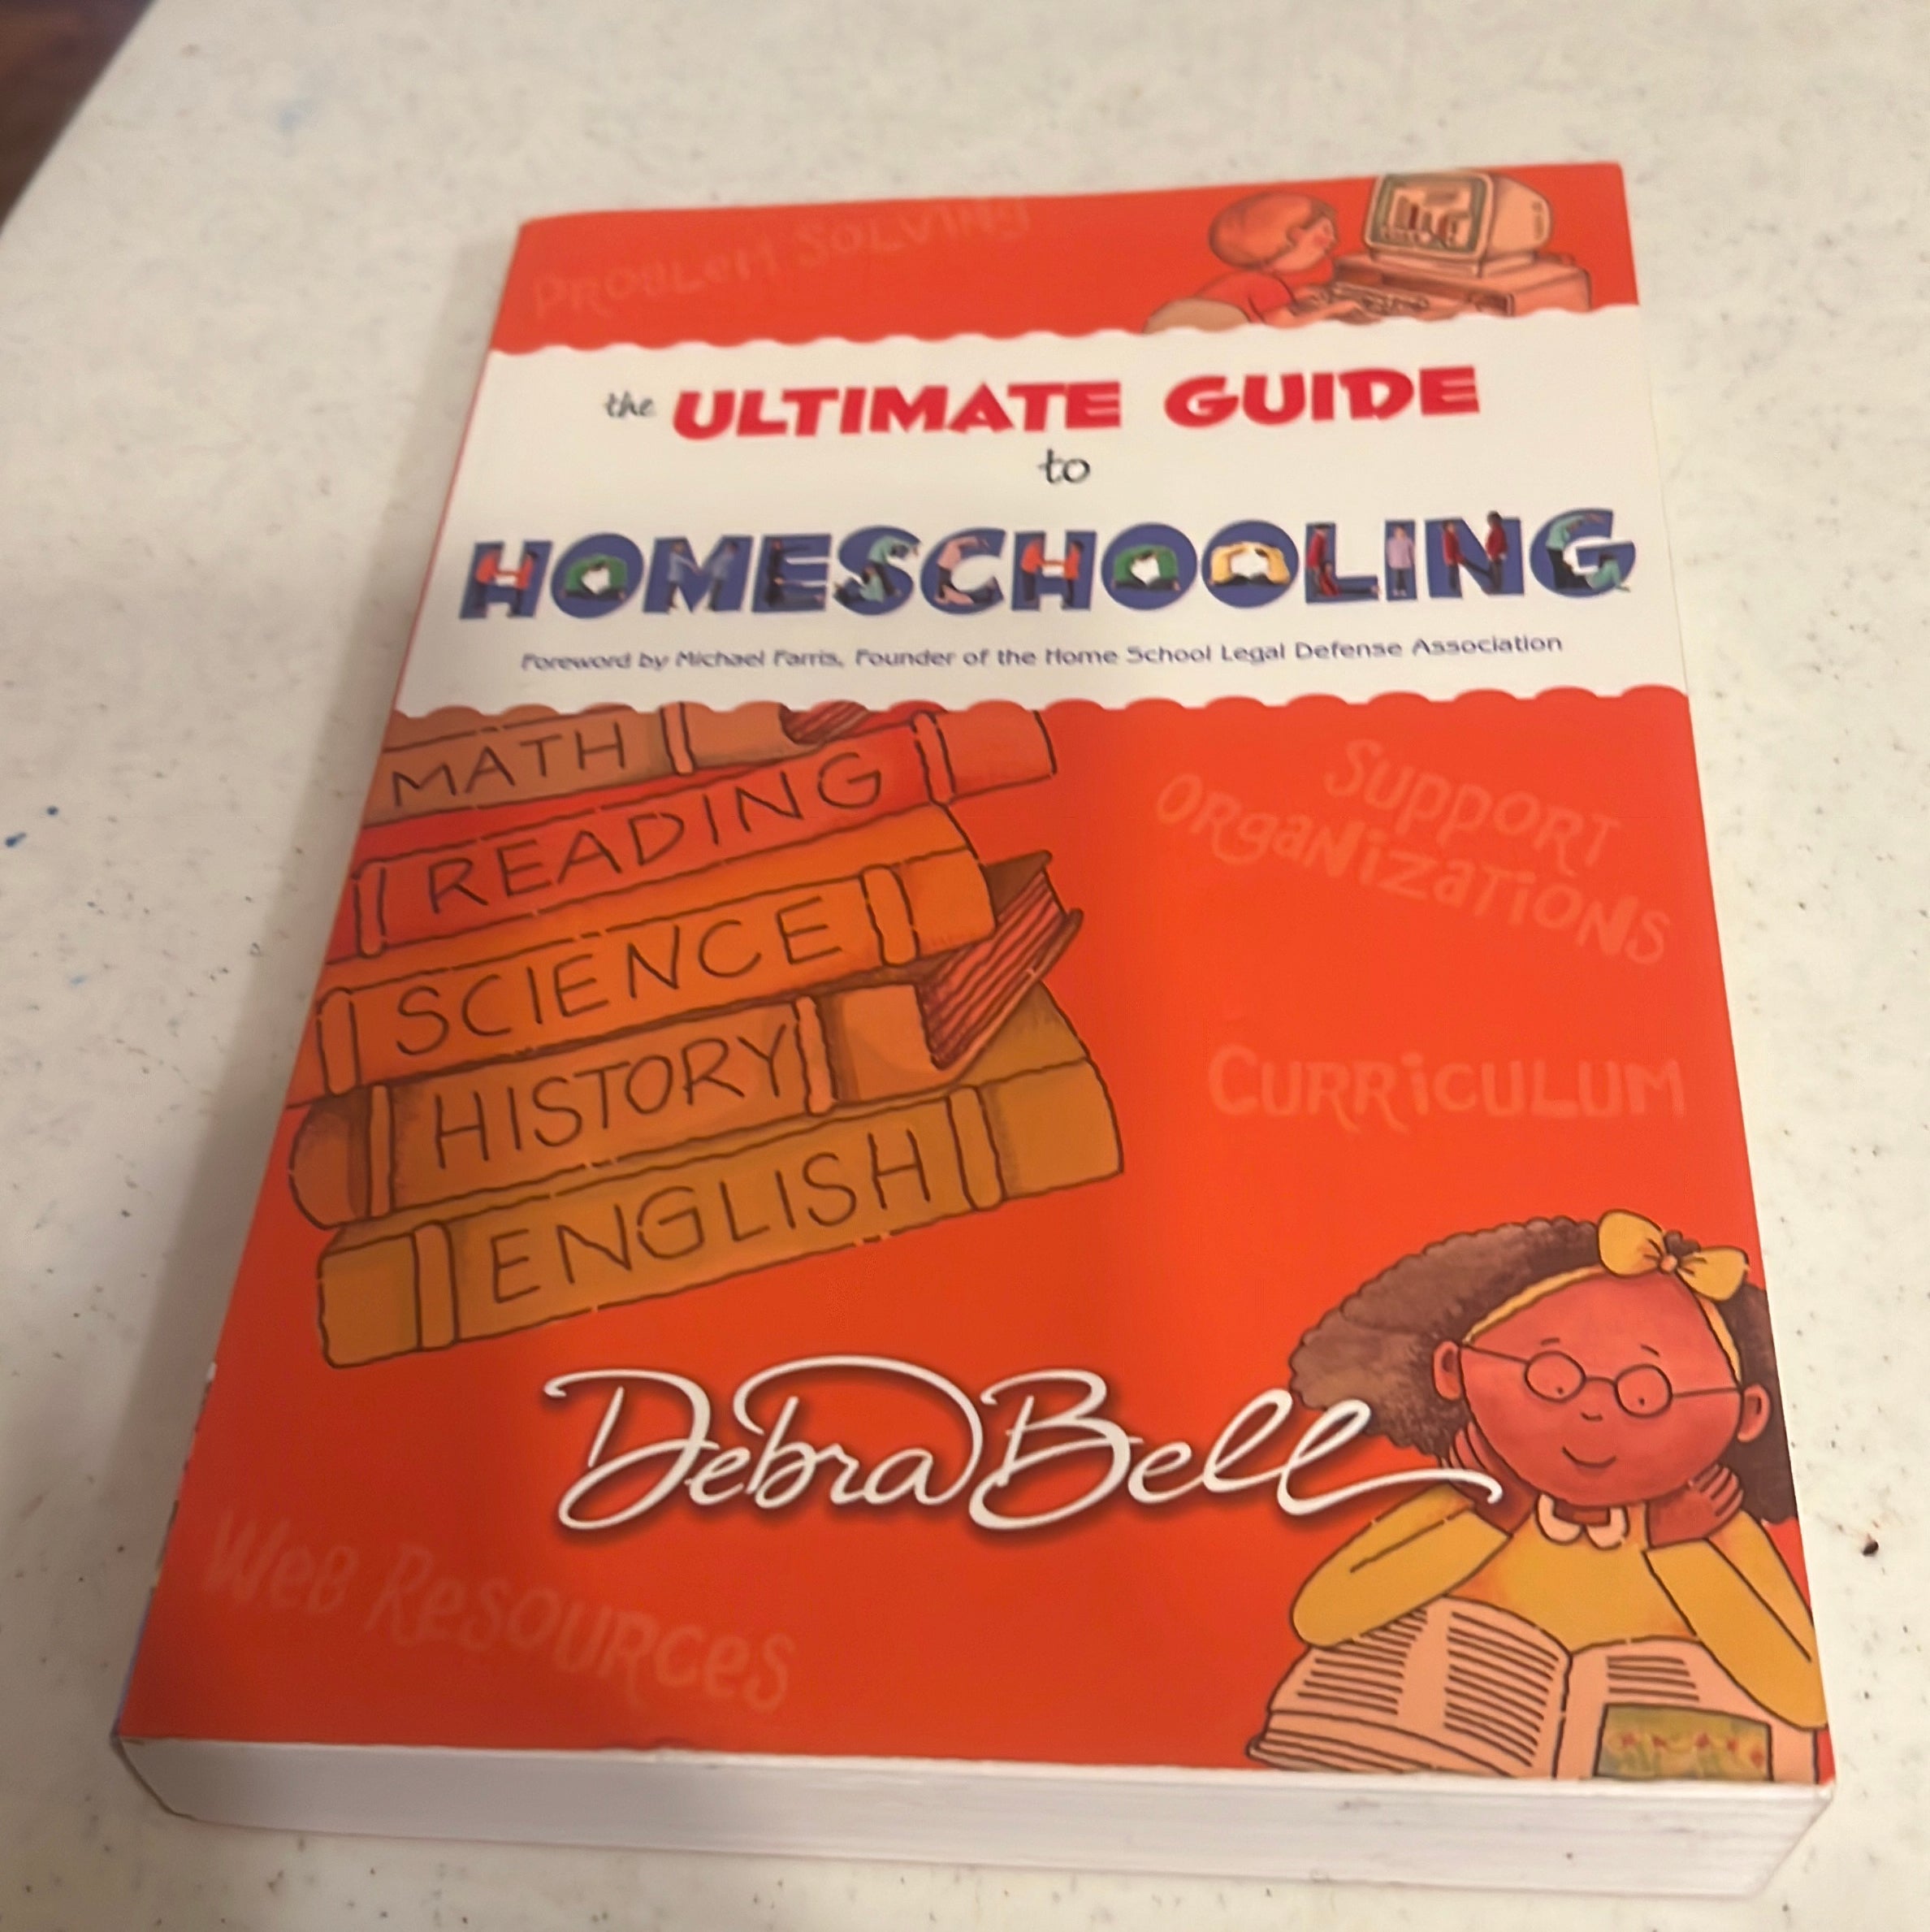 PROBLEM SOLVING
the ULTIMATE GUIDE
to
HOMESCHOOLING
Foreword by Michael Farris, Founder of the Home School Legal Defense Association
MATH
READING
SCIENCE
HISTORY
ENGLISH
SUPPORT
ORGANIZATIONS
CURRICULUM
Debra Bell
WEB RESOURCES